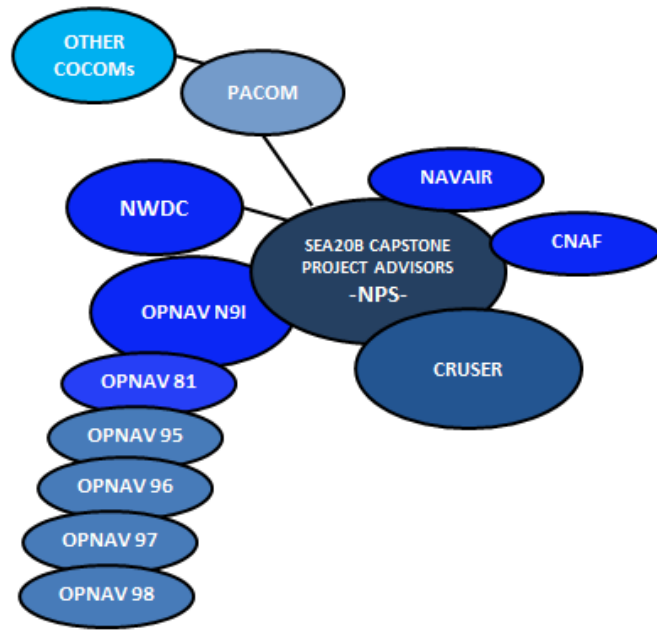 OTHER
COCOMs
PACOM
NAVAIR
NWDC
CNAF
SEA20B CAPSTONE
PROJECT ADVISORS
-NPS-
OPNAV N9I
CRUSER
OPNAV 81
OPNAV 95
OPNAV 96
OPNAV 97
OPNAV 98